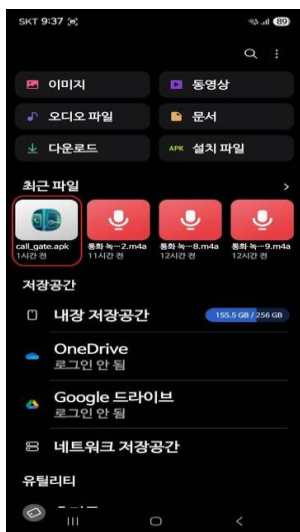 SKT 9:37
89
이미지
동영상
오디오 파일
문서
다운로드
APK 설치 파일
최근 파일
call_gate.apk
1시간 전
통화 녹…2.m4a
11시간 전
통화 녹…8.m4a
12시간 전
통화 녹…9.m4a
12시간 전
저장공간
내장 저장공간
155.5 GB / 256 GB
OneDrive
로그인 안 됨
Google 드라이브
로그인 안 됨
네트워크 저장공간
유틸리티